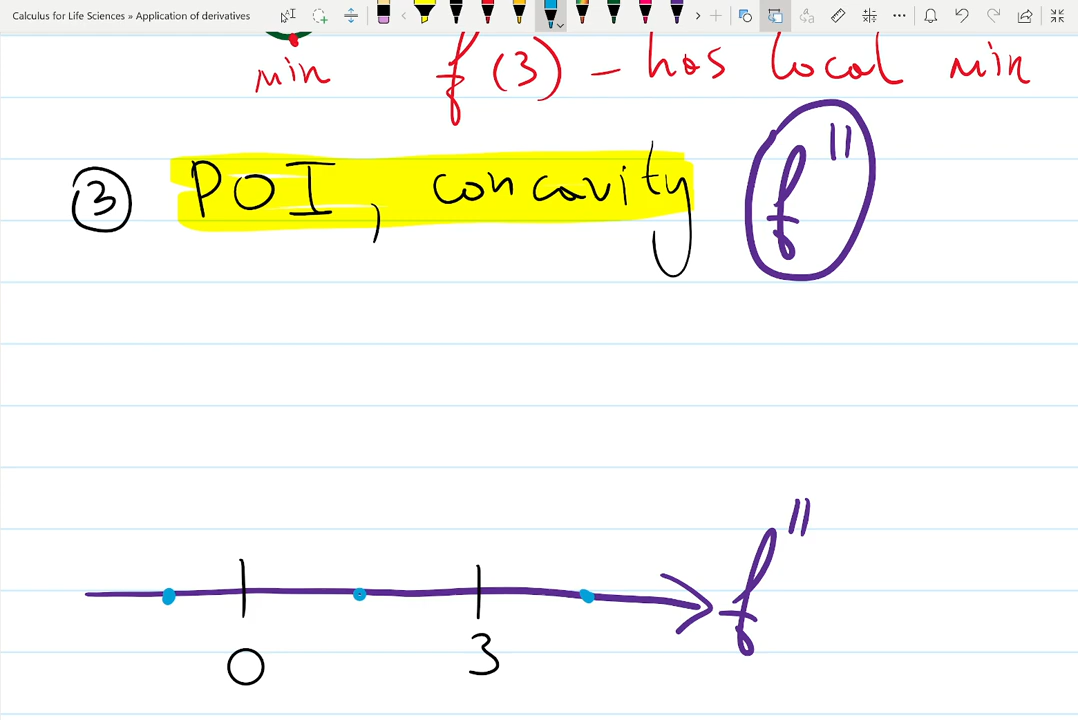 Calculus for Life Sciences » Application of derivatives
min f(3) - has local min
③ POI, concavity f''
f''
0 3